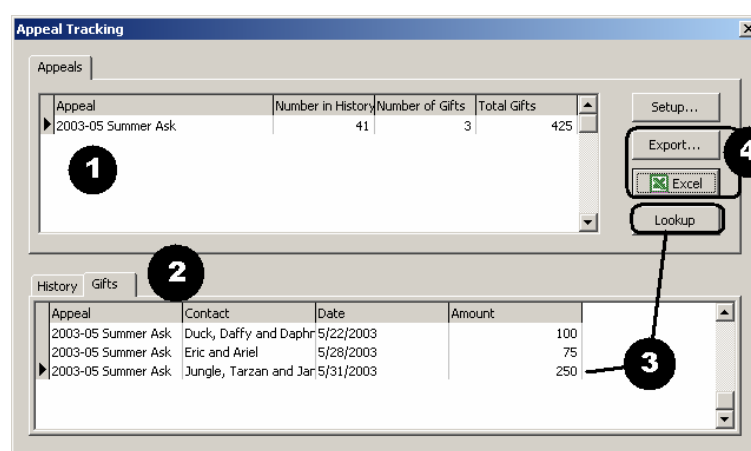 Appeal Tracking
Appeals
Appeal Number in History Number of Gifts Total Gifts
2003-05 Summer Ask 41 3 425
Setup...
Export...
Excel
Lookup
1
4
History Gifts
2
Appeal Contact Date Amount
2003-05 Summer Ask Duck, Daffy and Daphr 5/22/2003 100
2003-05 Summer Ask Eric and Ariel 5/28/2003 75
2003-05 Summer Ask Jungle, Tarzan and Jar 5/31/2003 250
3